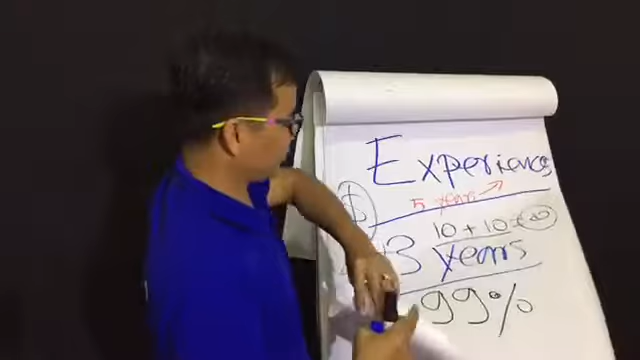 Experience
5 years
$
10 + 10 = 20
3 years
99%